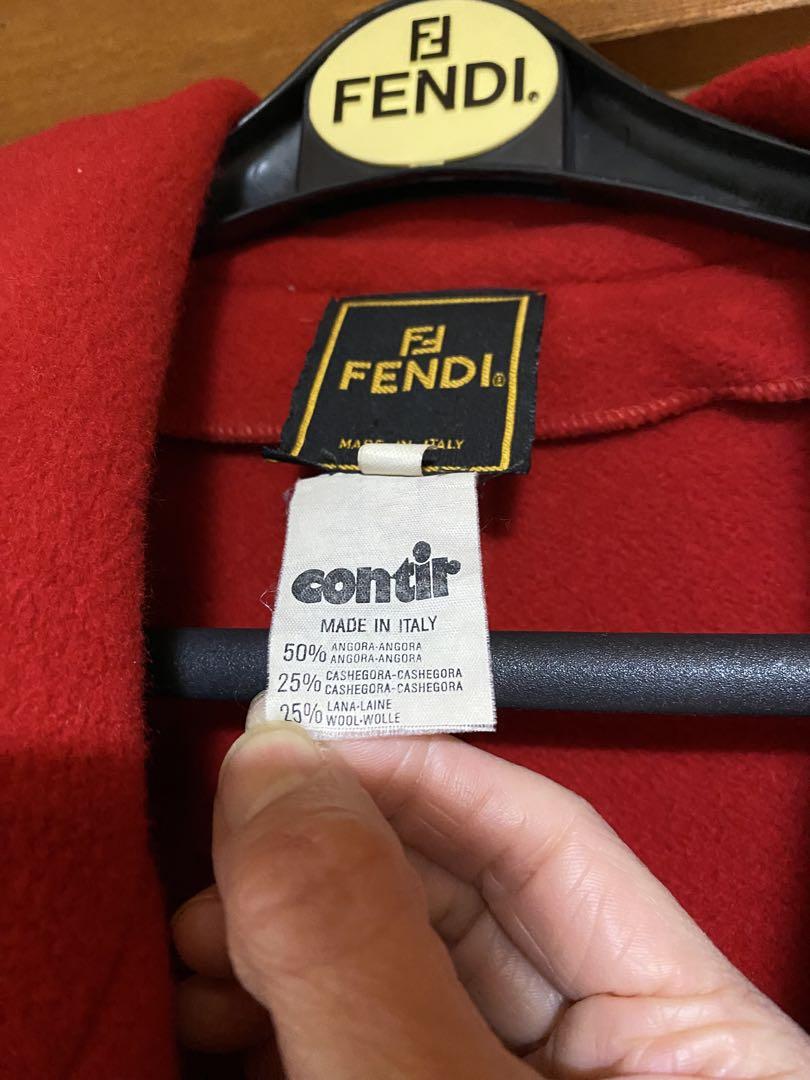 FENDI®
FENDI®
MADE IN ITALY
contir
MADE IN ITALY
50% ANGORA-ANGORA
ANGORA-ANGORA
25% CASHEGORA-CASHEGORA
CASHEGORA-CASHEGORA
25% LANA-LAINE
WOOL-WOLLE